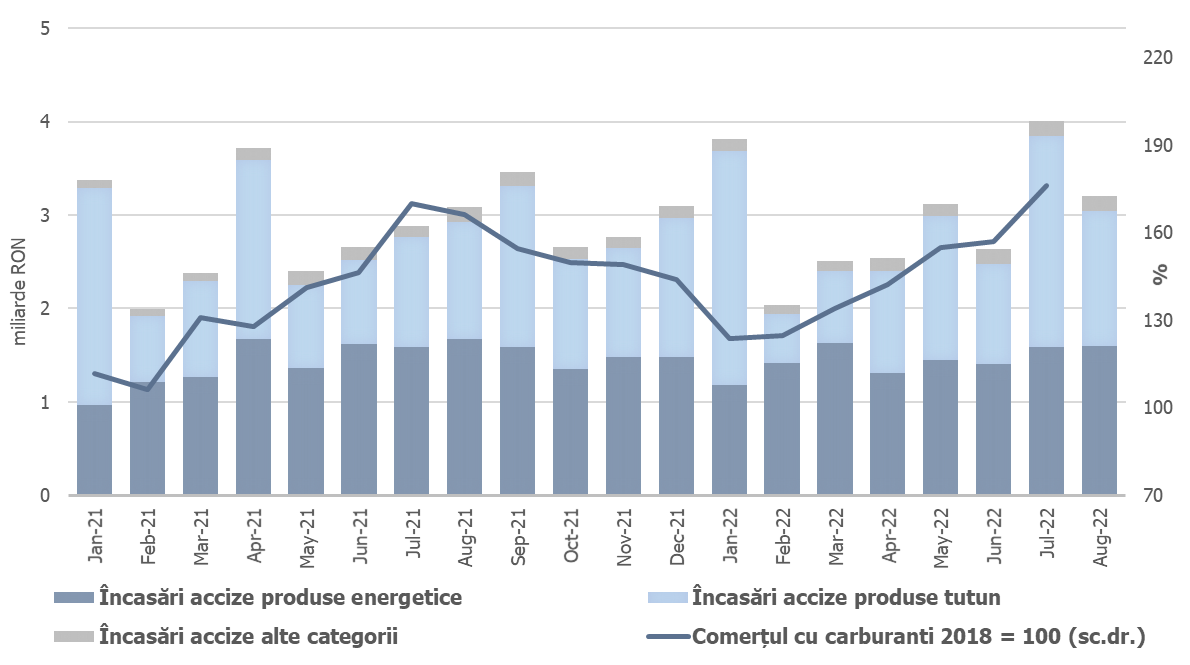 5
4
3
2
1
0
miliarde RON
220
190
160
130
100
70
%
Jan-21
Feb-21
Mar-21
Apr-21
May-21
Jun-21
Jul-21
Aug-21
Sep-21
Oct-21
Nov-21
Dec-21
Jan-22
Feb-22
Mar-22
Apr-22
May-22
Jun-22
Jul-22
Aug-22
Încasări accize produse energetice
Încasări accize produse tutun
Încasări accize alte categorii
Comerțul cu carburanti 2018 = 100 (sc.dr.)